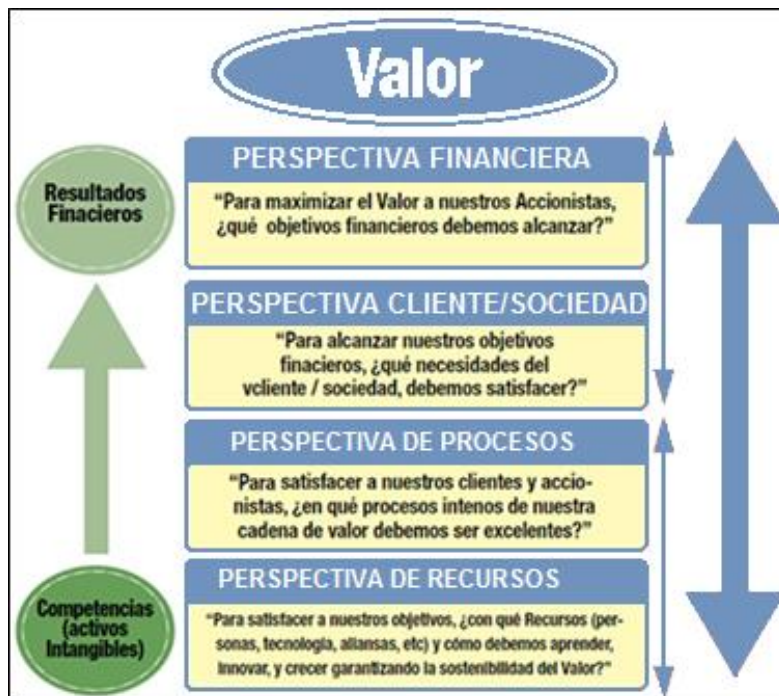 Valor
PERSPECTIVA FINANCIERA
Resultados
Finacieros
“Para maximizar el Valor a nuestros Accionistas,
¿qué objetivos financieros debemos alcanzar?”
PERSPECTIVA CLIENTE/SOCIEDAD
“Para alcanzar nuestros objetivos
finacieros, ¿qué necesidades del
vcliente / sociedad, debemos satisfacer?”
PERSPECTIVA DE PROCESOS
“Para satisfacer a nuestros clientes y accio-
nistas, ¿en qué procesos intenos de nuestra
cadena de valor debemos ser excelentes?”
PERSPECTIVA DE RECURSOS
Competencias
(activos
Intangibles)
“Para satisfacer a nuestros objetivos, ¿con qué Recursos (per-
sonas, tecnología, aliansas, etc) y cómo debemos aprender,
innovar, y crecer garantizando la sostenibilidad del Valor?”